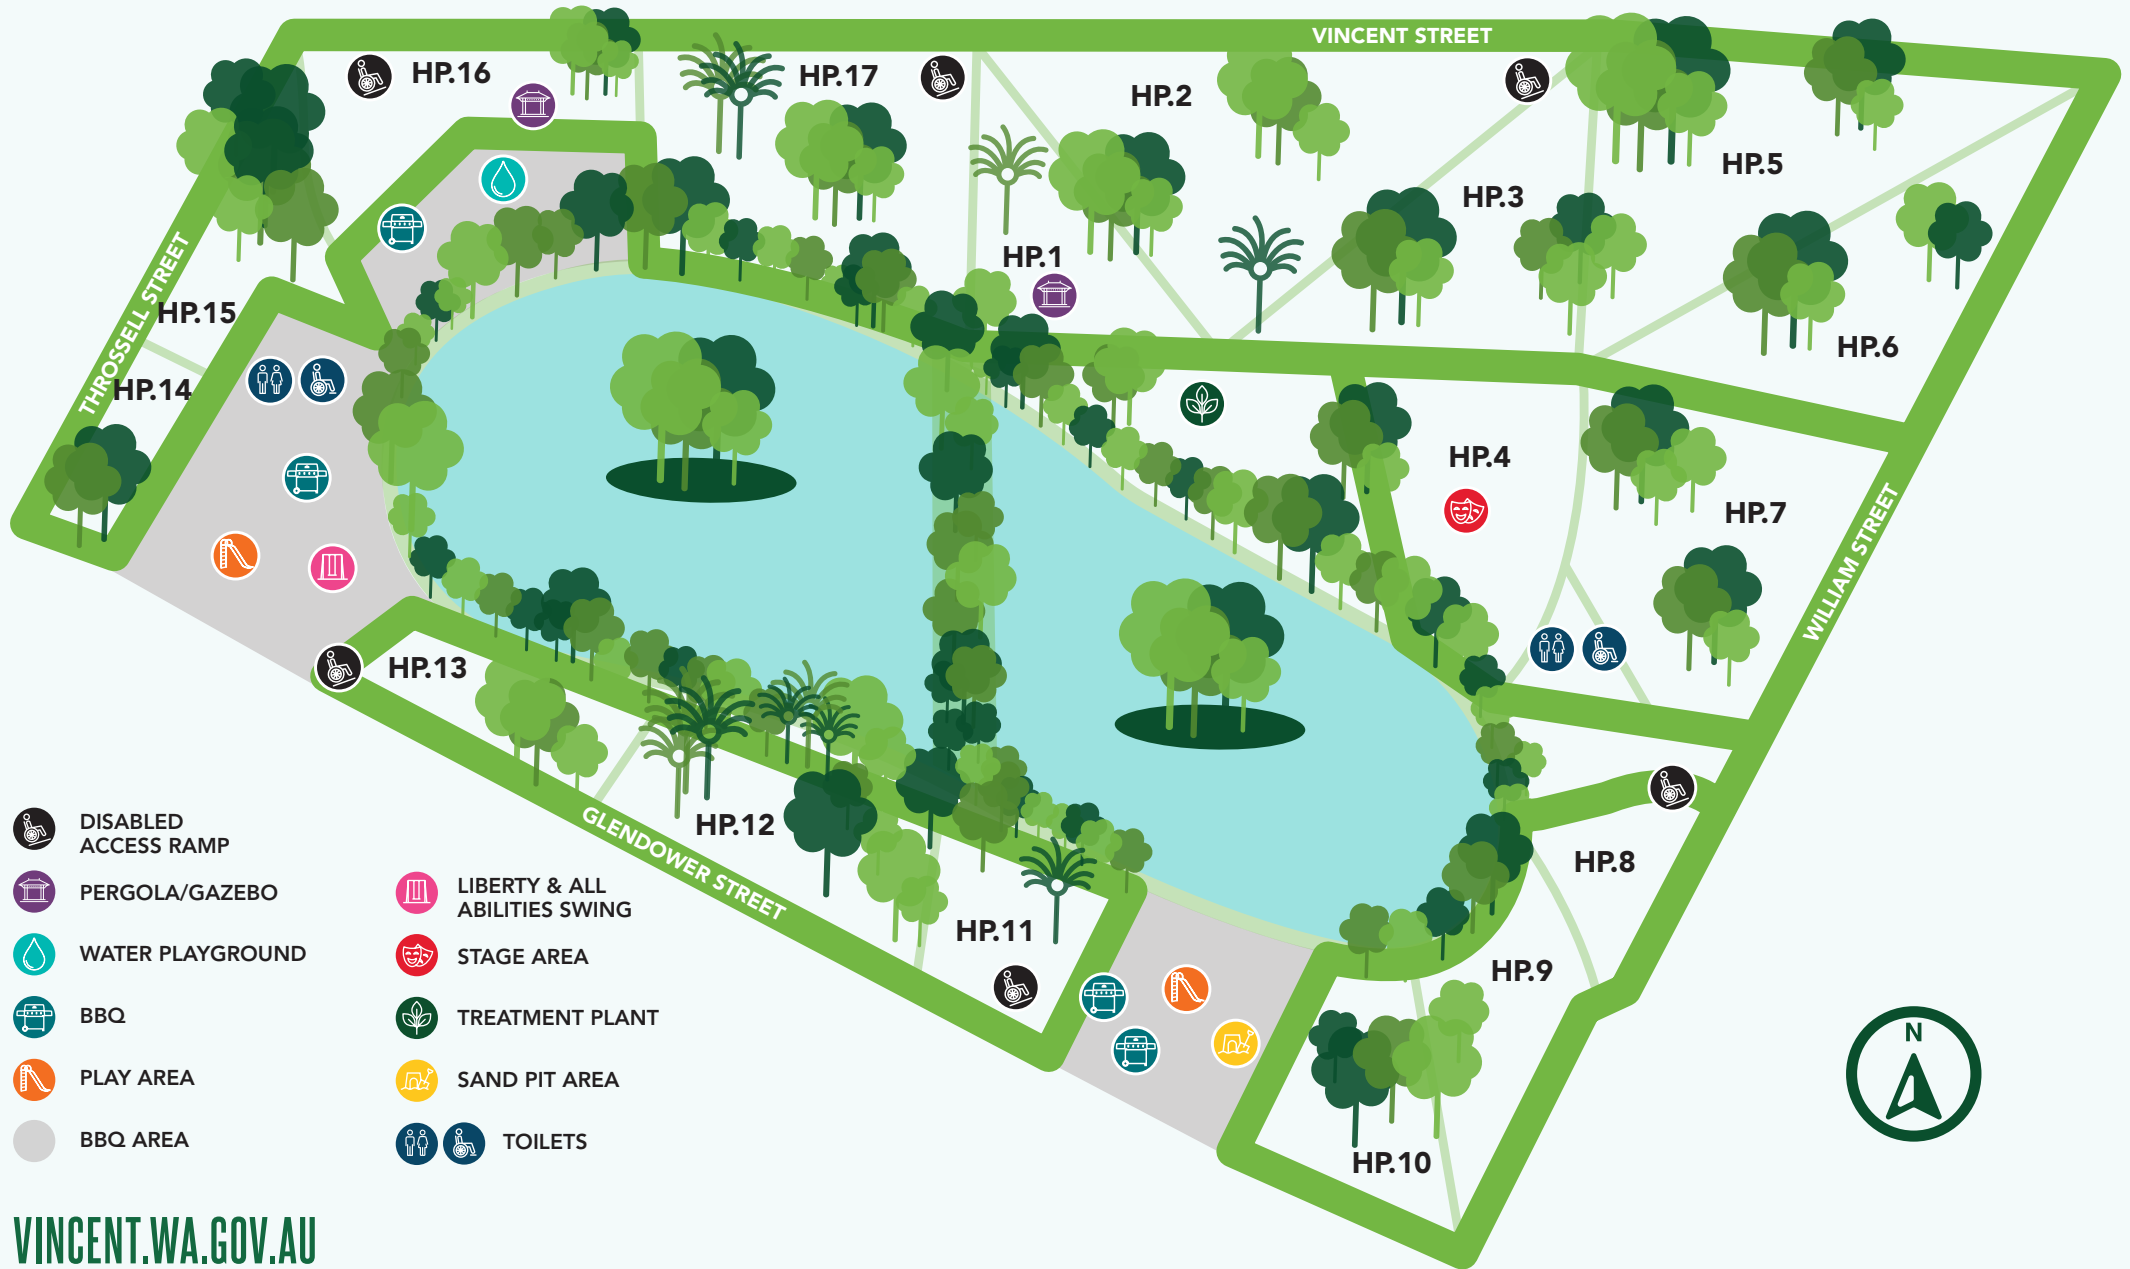 VINCENT STREET
HP.16
HP.17
HP.2
HP.5
HP.3
HP.1
HP.15
THROSSELL STREET
HP.6
HP.14
HP.4
HP.7
WILLIAM STREET
HP.13
GLENDOWER STREET
HP.12
HP.8
HP.11
HP.9
HP.10
DISABLED
ACCESS RAMP
PERGOLA/GAZEBO
WATER PLAYGROUND
BBQ
PLAY AREA
BBQ AREA
LIBERTY & ALL
ABILITIES SWING
STAGE AREA
TREATMENT PLANT
SAND PIT AREA
TOILETS
N
VINCENT.WA.GOV.AU